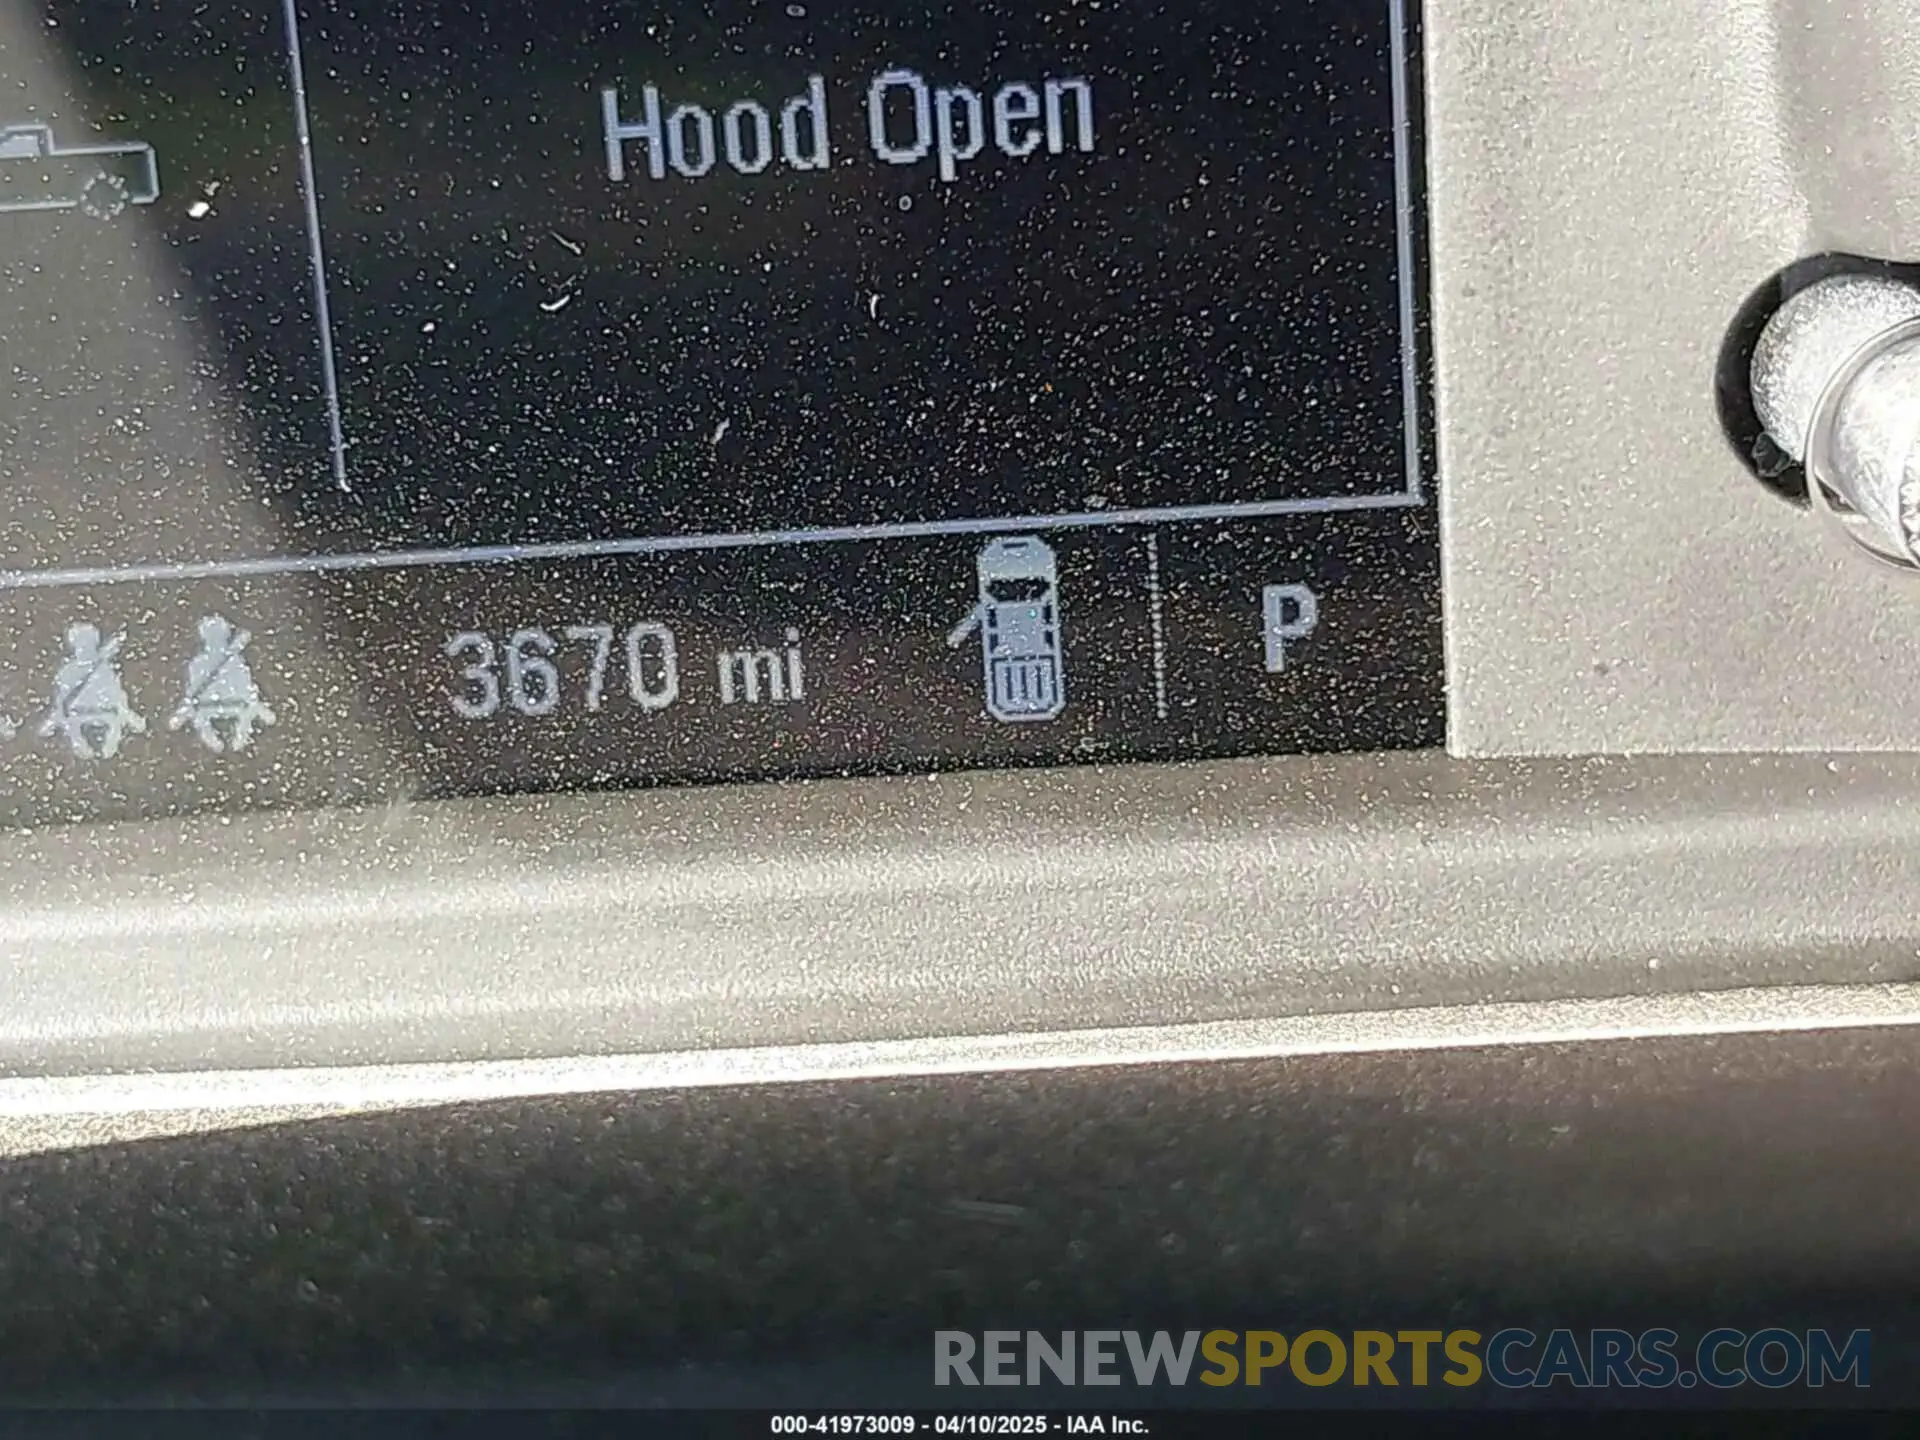 Hood Open
3670 mi
P
RENEWSPORTSCARS.COM
000-41973009 - 04/10/2025 - IAA Inc.